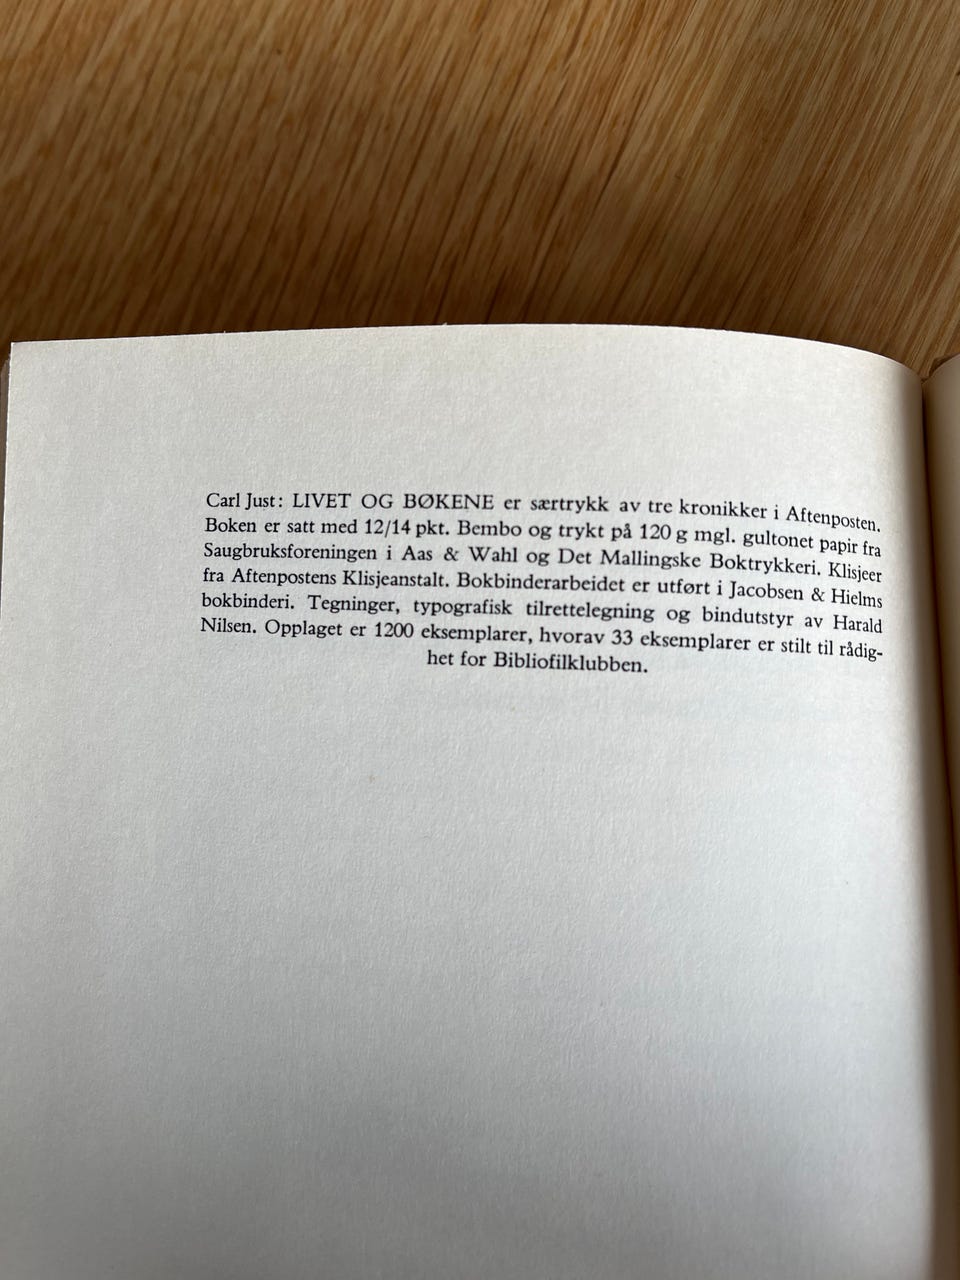 Carl Just: LIVET OG BØKENE er særtrykk av tre kronikker i Aftenposten.
Boken er satt med 12/14 pkt. Bembo og trykt på 120 g mgl. gultonet papir fra
Saugbruksforeningen i Aas & Wahl og Det Mallingske Boktrykkeri. Klisjeer
fra Aftenpostens Klisjeanstalt. Bokbinderarbeidet er utført i Jacobsen & Hielms
bokbinderi. Tegninger, typografisk tilrettelegning og bindutstyr av Harald
Nilsen. Opplaget er 1200 eksemplarer, hvorav 33 eksemplarer er stilt til rådig-
het for Bibliofilklubben.